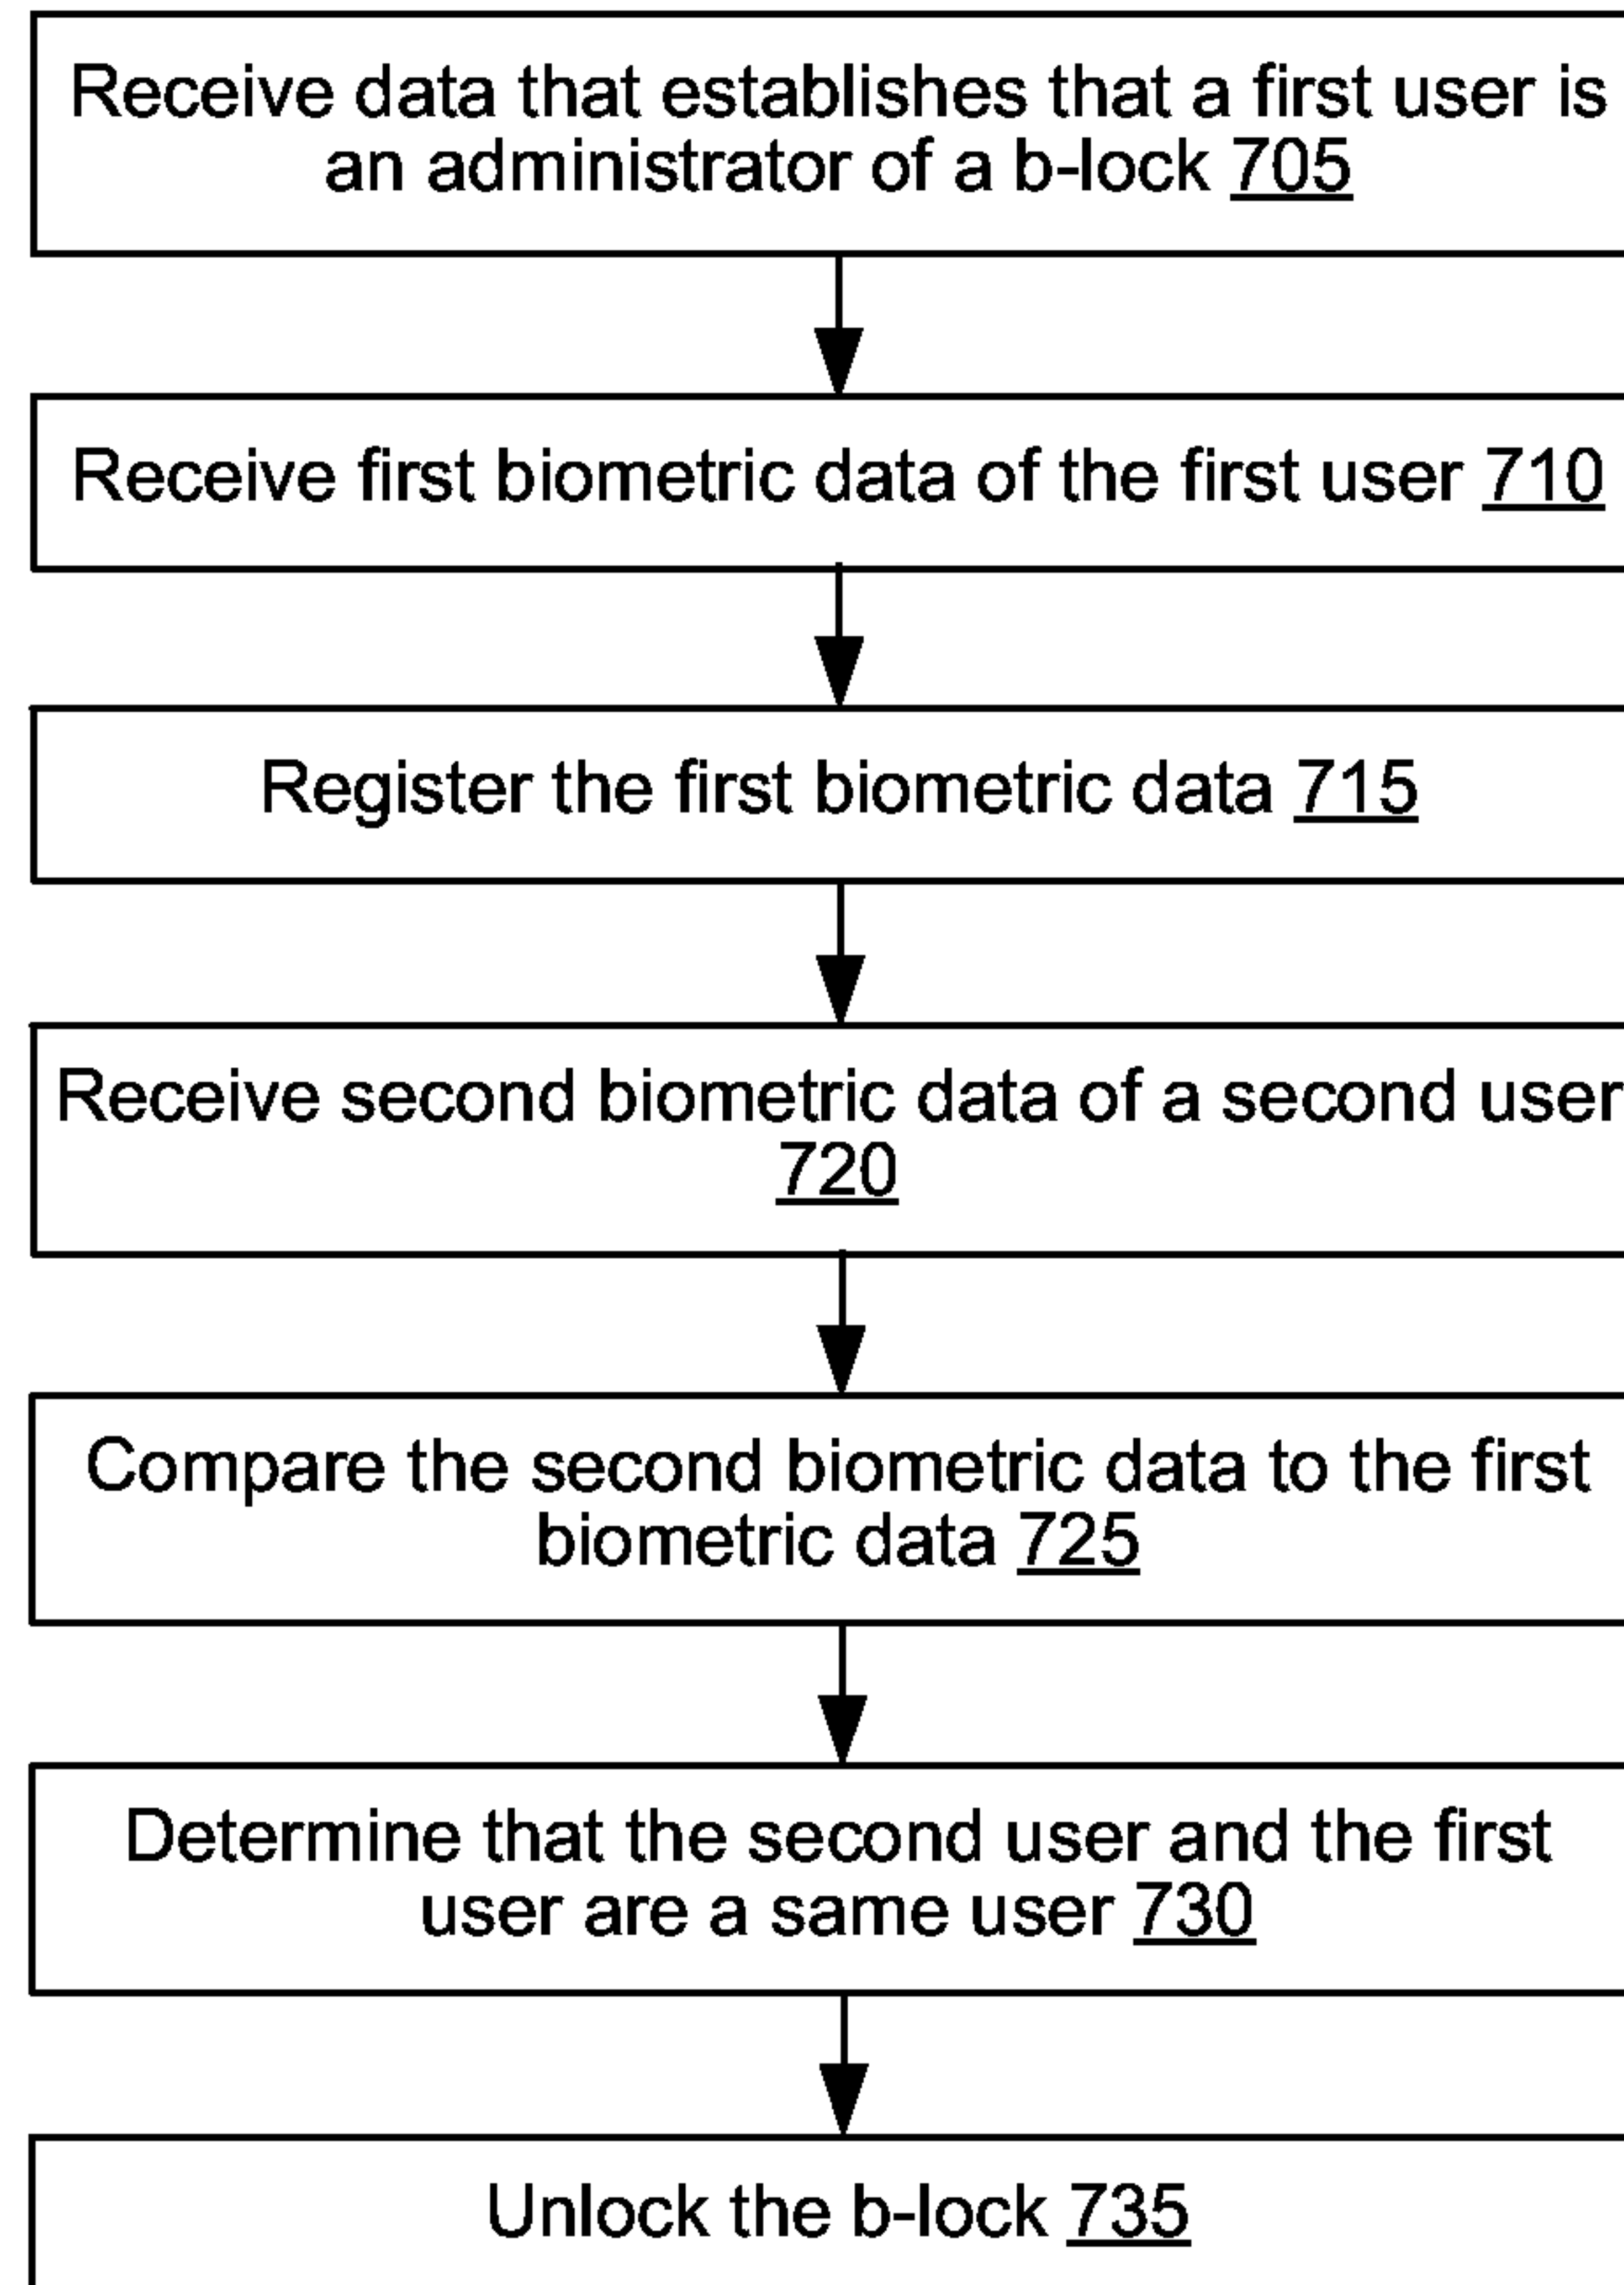 Receive data that establishes that a first user is
an administrator of a b-lock 705
Receive first biometric data of the first user 710
Register the first biometric data 715
Receive second biometric data of a second user
720
Compare the second biometric data to the first
biometric data 725
Determine that the second user and the first
user are a same user 730
Unlock the b-lock 735